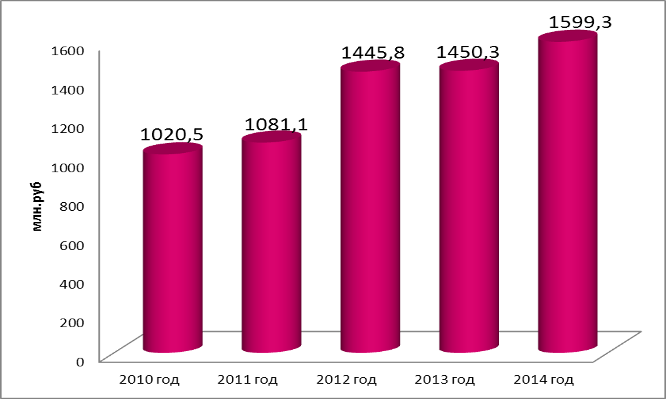 1599,3
1445,8
1450,3
1081,1
1020,5
1600
1400
1200
1000
800
600
400
200
0
млн.руб
2010 год
2011 год
2012 год
2013 год
2014 год